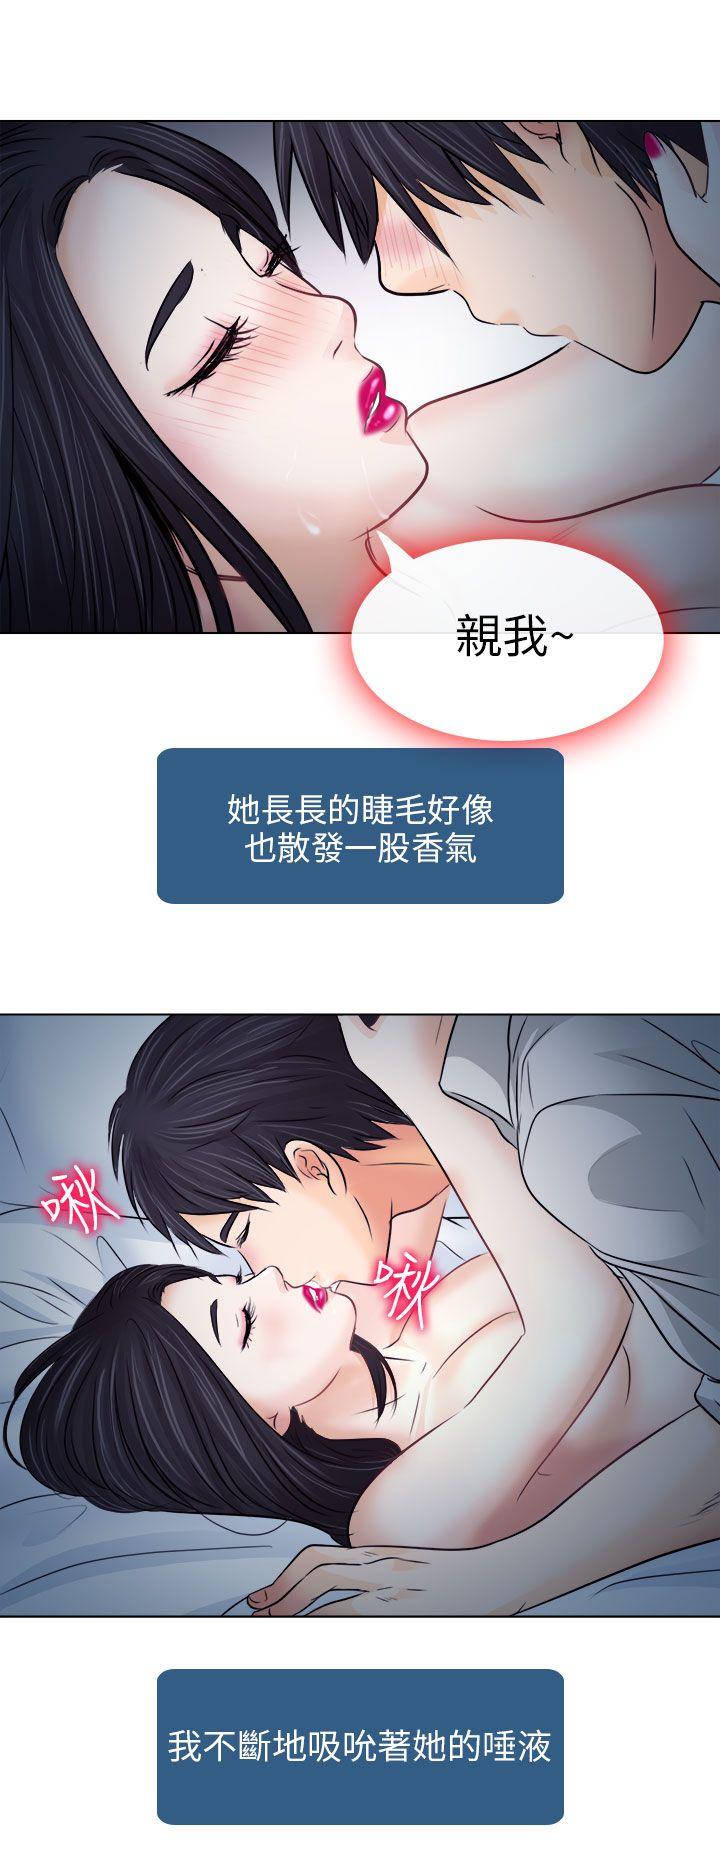 親我~
她長長的睫毛好像
也散發一股香氣
啾
啾
我不斷地吸吮著她的唾液